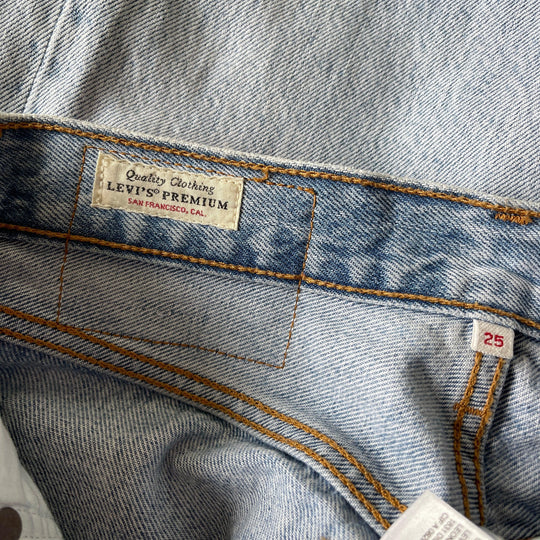 Quality Clothing
LEVI'S® PREMIUM
SAN FRANCISCO, CAL.
25